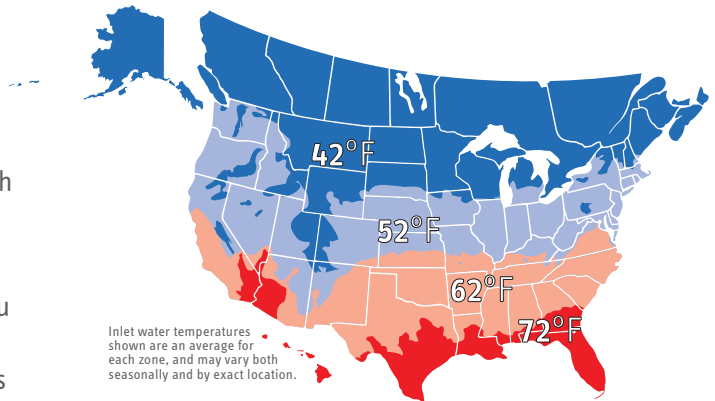 h
42°F
52°F
62°F
u
72°F
Inlet water temperatures
shown are an average for
each zone, and may vary both
seasonally and by exact location.
s